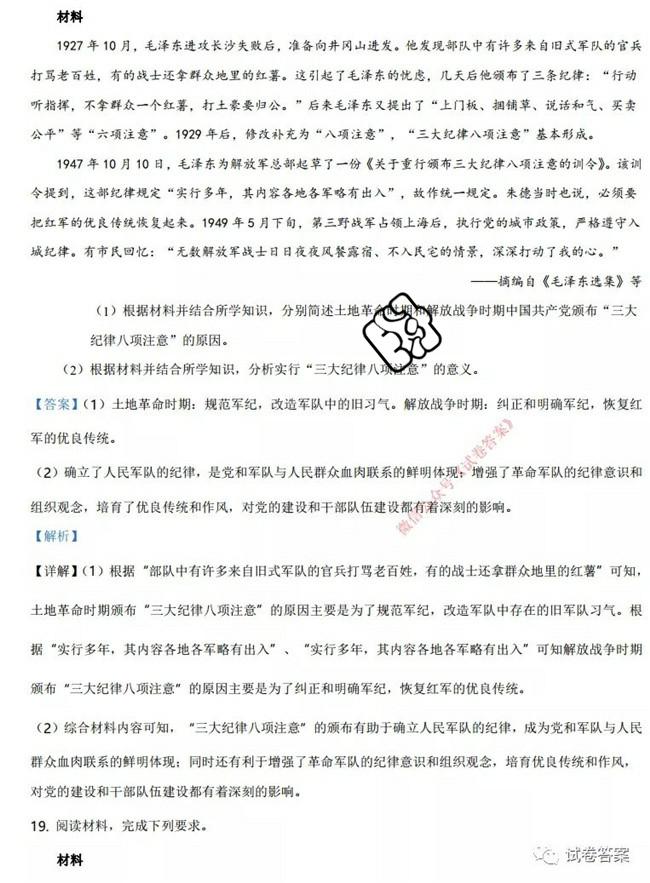 材料
1927 年 10 月，毛泽东进攻长沙失败后，准备向井冈山进发。他发现部队中有许多来自旧式军队的官兵
打骂老百姓，有的战士还拿群众地里的红薯。这引起了毛泽东的忧虑，几天后他颁布了三条纪律：“行动
听指挥，不拿群众一个红薯，打土豪要归公。”后来毛泽东又提出了“上门板、捆铺草、说话和气、买卖
公平”等“六项注意”。1929 年后，修改补充为“八项注意”，“三大纪律八项注意”基本形成。
1947 年 10 月 10 日，毛泽东为解放军总部起草了一份《关于重行颁布三大纪律八项注意的训令》。该训
令提到，这部纪律规定“实行多年，其内容各地各军略有出入”，故作统一规定。朱德当时也说，必须要
把红军的优良传统恢复起来。1949 年 5 月下旬，第三野战军占领上海后，执行党的城市政策，严格遵守入
城纪律。有市民回忆：“无数解放军战士日日夜夜风餐露宿、不入民宅的情景，深深打动了我的心。”
——摘编自《毛泽东选集》等
（1）根据材料并结合所学知识，分别简述土地革命时期和解放战争时期中国共产党颁布“三大
纪律八项注意”的原因。
（2）根据材料并结合所学知识，分析实行“三大纪律八项注意”的意义。
【答案】（1）土地革命时期：规范军纪，改造军队中的旧习气。解放战争时期：纠正和明确军纪，恢复红
军的优良传统。
（2）确立了人民军队的纪律，是党和军队与人民群众血肉联系的鲜明体现；增强了革命军队的纪律意识和
组织观念，培育了优良传统和作风，对党的建设和干部队伍建设都有着深刻的影响。
【解析】
【详解】（1）根据“部队中有许多来自旧式军队的官兵打骂老百姓，有的战士还拿群众地里的红薯”可知，
土地革命时期颁布“三大纪律八项注意”的原因主要是为了规范军纪，改造军队中存在的旧军队习气。根
据“实行多年，其内容各地各军略有出入”、“实行多年，其内容各地各军略有出入”可知解放战争时期
颁布“三大纪律八项注意”的原因主要是为了纠正和明确军纪，恢复红军的优良传统。
（2）综合材料内容可知，“三大纪律八项注意”的颁布有助于确立人民军队的纪律，成为党和军队与人民
群众血肉联系的鲜明体现；同时还有利于增强了革命军队的纪律意识和组织观念，培育优良传统和作风，
对党的建设和干部队伍建设都有着深刻的影响。
19. 阅读材料，完成下列要求。
材料
试卷答案